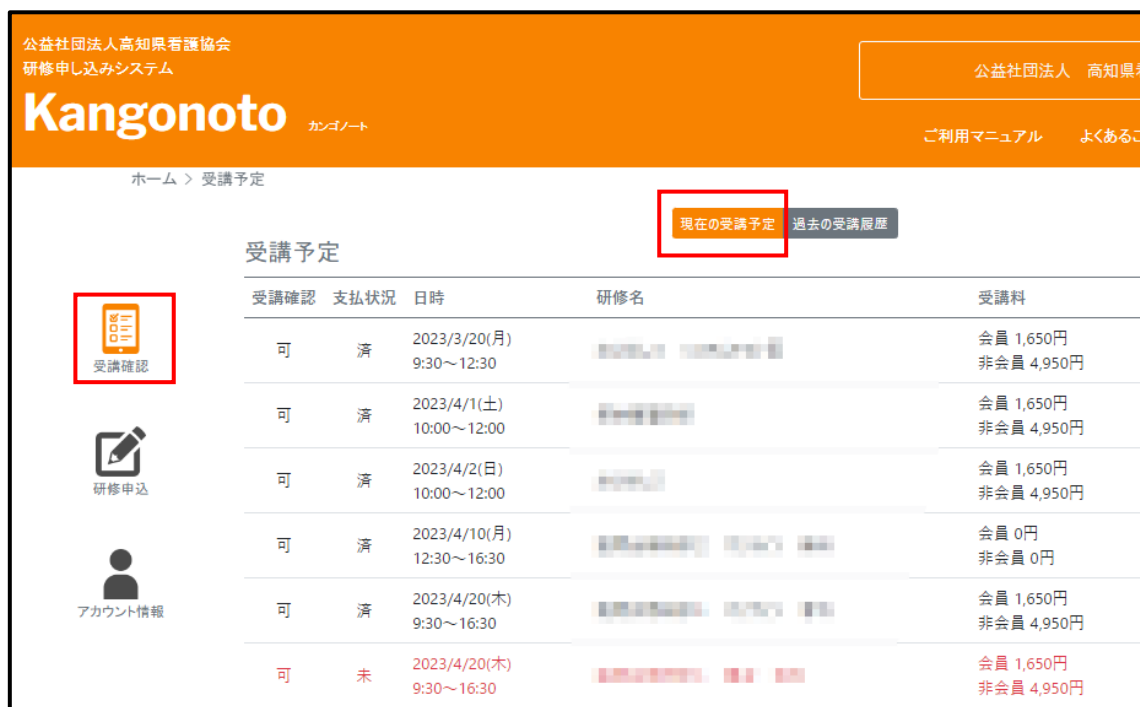 公益社団法人高知県看護協会
研修申し込みシステム
Kangonoto カンゴノート
公益社団法人 高知県
ご利用マニュアル よくあるご
ホーム > 受講予定
現在の受講予定 過去の受講履歴
受講予定
受講確認 支払状況 日時 研修名 受講料
可 済 2023/3/20(月) 会員 1,650円
9:30～12:30 非会員 4,950円
可 済 2023/4/1(土) 会員 1,650円
10:00～12:00 非会員 4,950円
可 済 2023/4/2(日) 会員 1,650円
10:00～12:00 非会員 4,950円
可 済 2023/4/10(月) 会員 0円
12:30～16:30 非会員 0円
可 済 2023/4/20(木) 会員 1,650円
9:30～16:30 非会員 4,950円
可 未 2023/4/20(木) 会員 1,650円
9:30～16:30 非会員 4,950円
受講確認
研修申込
アカウント情報